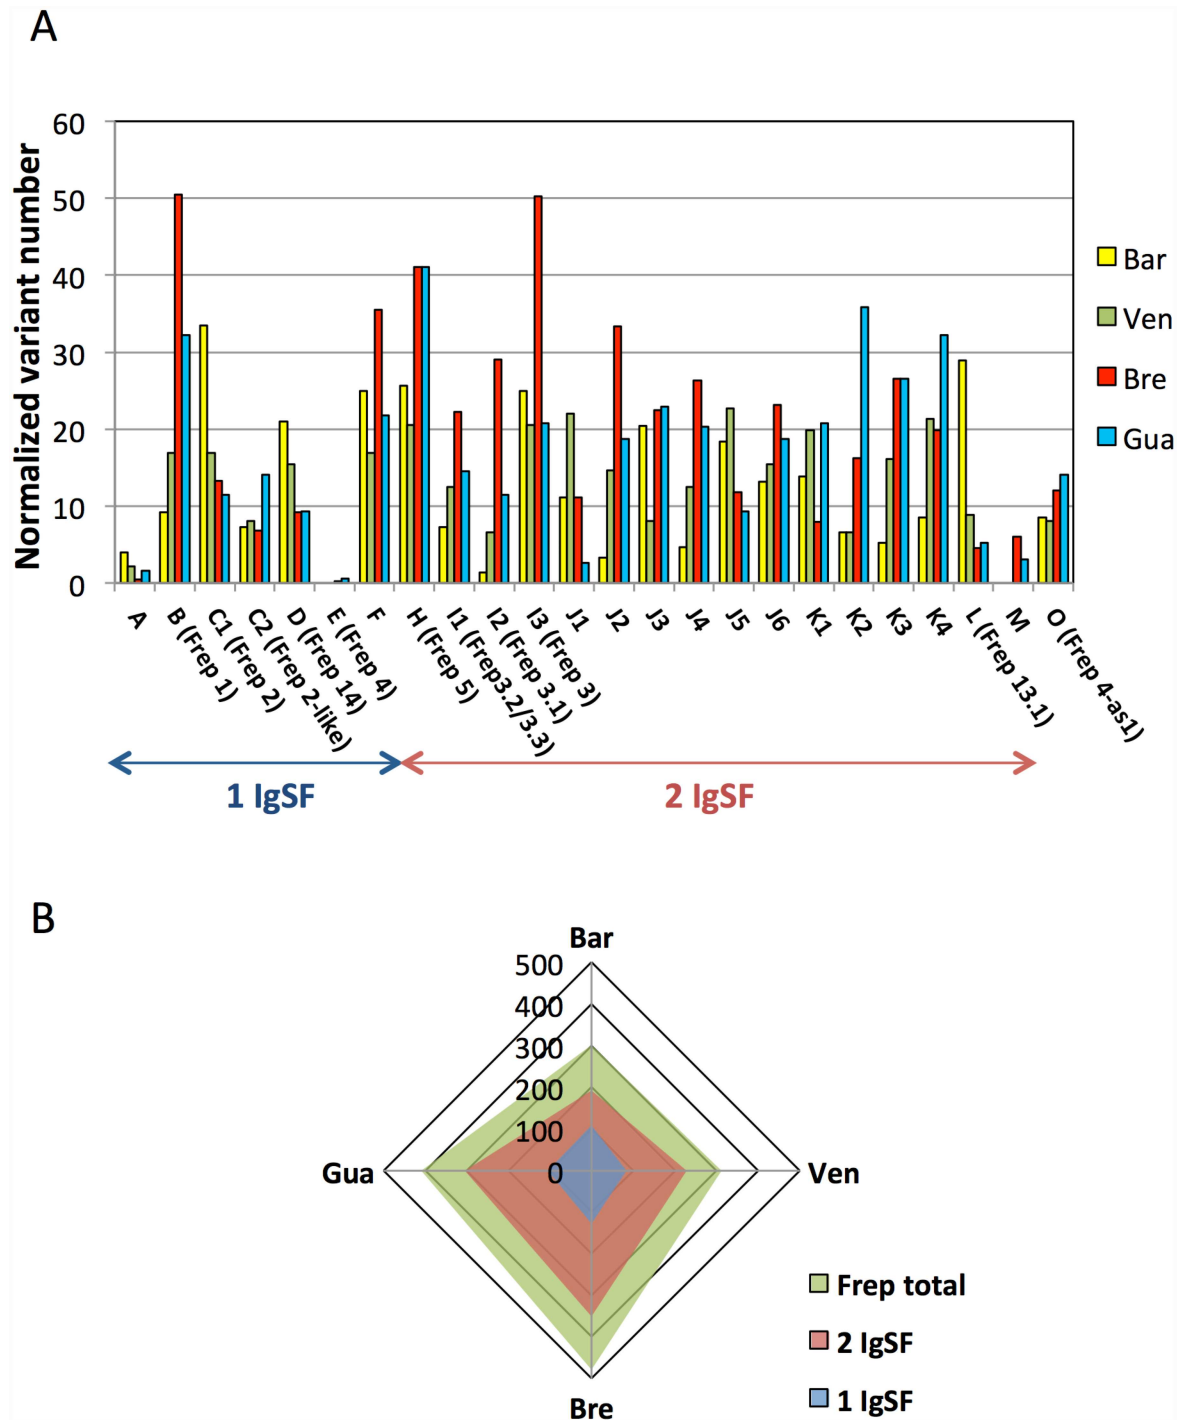 A
Normalized variant number
60
50
40
30
20
10
0
Bar
Ven
Bre
Gua
A
B (Frep 1)
C1 (Frep 2)
C2 (Frep 2-like)
D (Frep 14)
E (Frep 4)
F
H (Frep 5)
I1 (Frep3.2/3.3)
I2 (Frep 3.1)
I3 (Frep 3)
J1
J2
J3
J4
J5
J6
K1
K2
K3
K4
L (Frep 13.1)
M
O (Frep 4-as1)
1 IgSF
2 IgSF
B
Bar
500
400
300
200
100
0
Gua
Ven
Bre
Frep total
2 IgSF
1 IgSF